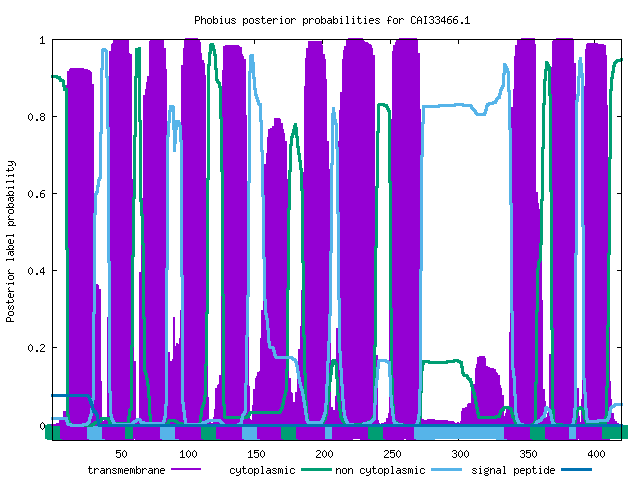 Phobius posterior probabilities for CAI33466.1
1
0.8
0.6
0.4
0.2
0
Posterior label probability
50 100 150 200 250 300 350 400
transmembrane cytoplasmic non cytoplasmic signal peptide